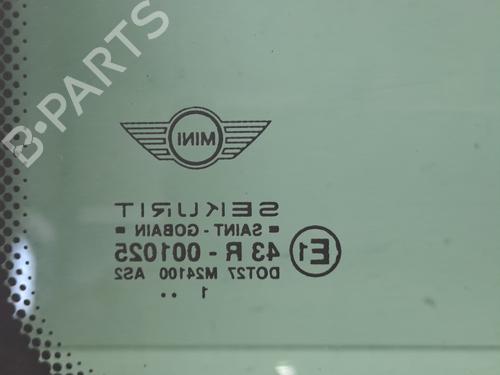 B-PARTS
MINI
SEKURIT
= SAINT - GOBAIN =
43 R - 001025
E1
DOT27 M24100 AS2
1 ..